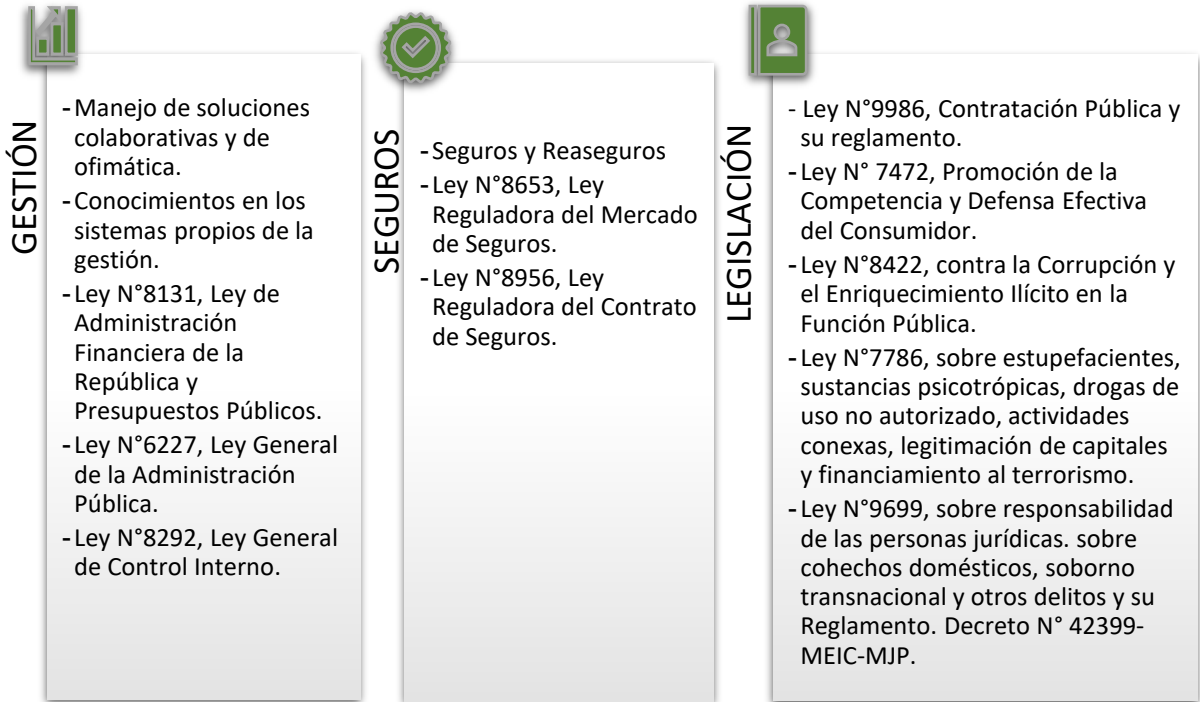 GESTIÓN
-Manejo de soluciones
colaborativas y de
ofimática.
-Conocimientos en los
sistemas propios de la
gestión.
-Ley N°8131, Ley de
Administración
Financiera de la
República y
Presupuestos Públicos.
-Ley N°6227, Ley General
de la Administración
Pública.
-Ley N°8292, Ley General
de Control Interno.
SEGUROS
-Seguros y Reaseguros
-Ley N°8653, Ley
Reguladora del Mercado
de Seguros.
-Ley N°8956, Ley
Reguladora del Contrato
de Seguros.
LEGISLACIÓN
- Ley N°9986, Contratación Pública y
su reglamento.
-Ley N° 7472, Promoción de la
Competencia y Defensa Efectiva
del Consumidor.
-Ley N°8422, contra la Corrupción y
el Enriquecimiento Ilícito en la
Función Pública.
-Ley N°7786, sobre estupefacientes,
sustancias psicotrópicas, drogas de
uso no autorizado, actividades
conexas, legitimación de capitales
y financiamiento al terrorismo.
-Ley N°9699, sobre responsabilidad
de las personas jurídicas. sobre
cohechos domésticos, soborno
transnacional y otros delitos y su
Reglamento. Decreto N° 42399-
MEIC-MJP.